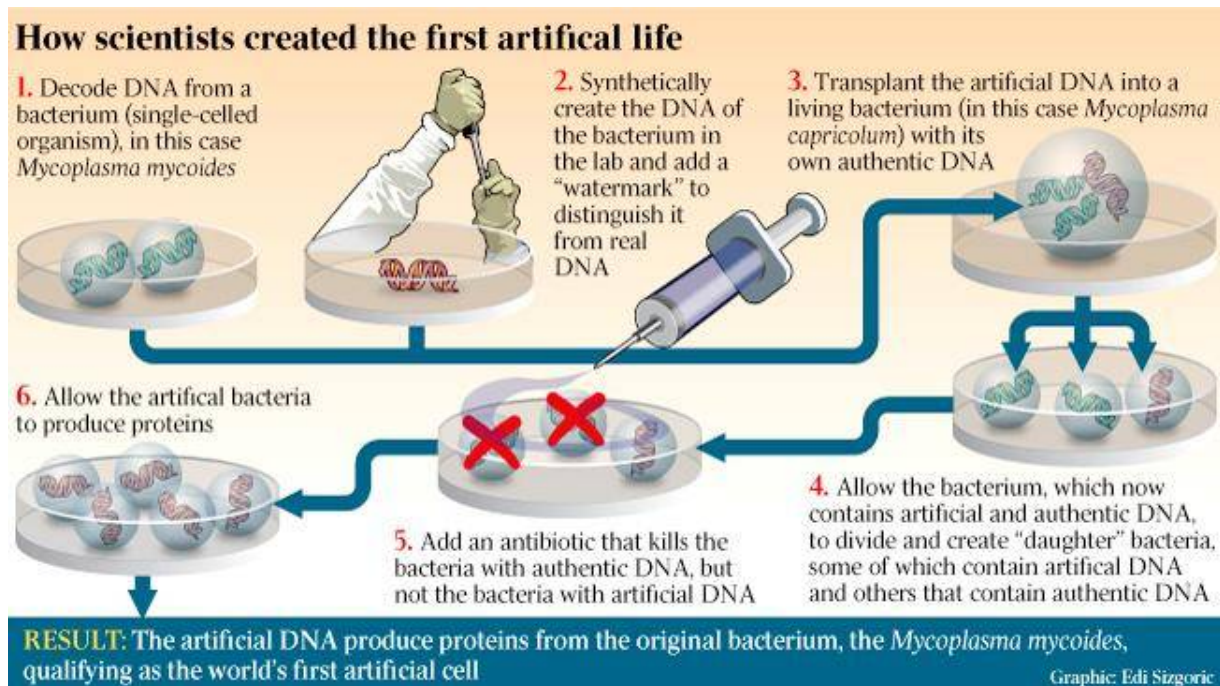 How scientists created the first artifical life
1. Decode DNA from a
bacterium (single-celled
organism), in this case
Mycoplasma mycoides
2. Synthetically
create the DNA of
the bacterium in
the lab and add a
“watermark” to
distinguish it
from real
DNA
3. Transplant the artificial DNA into a
living bacterium (in this case Mycoplasma
capricolum) with its
own authentic DNA
4. Allow the bacterium, which now
contains artificial and authentic DNA,
to divide and create “daughter” bacteria,
some of which contain artifical DNA
and others that contain authentic DNA
5. Add an antibiotic that kills the
bacteria with authentic DNA, but
not the bacteria with artificial DNA
6. Allow the artifical bacteria
to produce proteins
RESULT: The artificial DNA produce proteins from the original bacterium, the Mycoplasma mycoides,
qualifying as the world's first artificial cell
Graphic: Edi Sizgoric